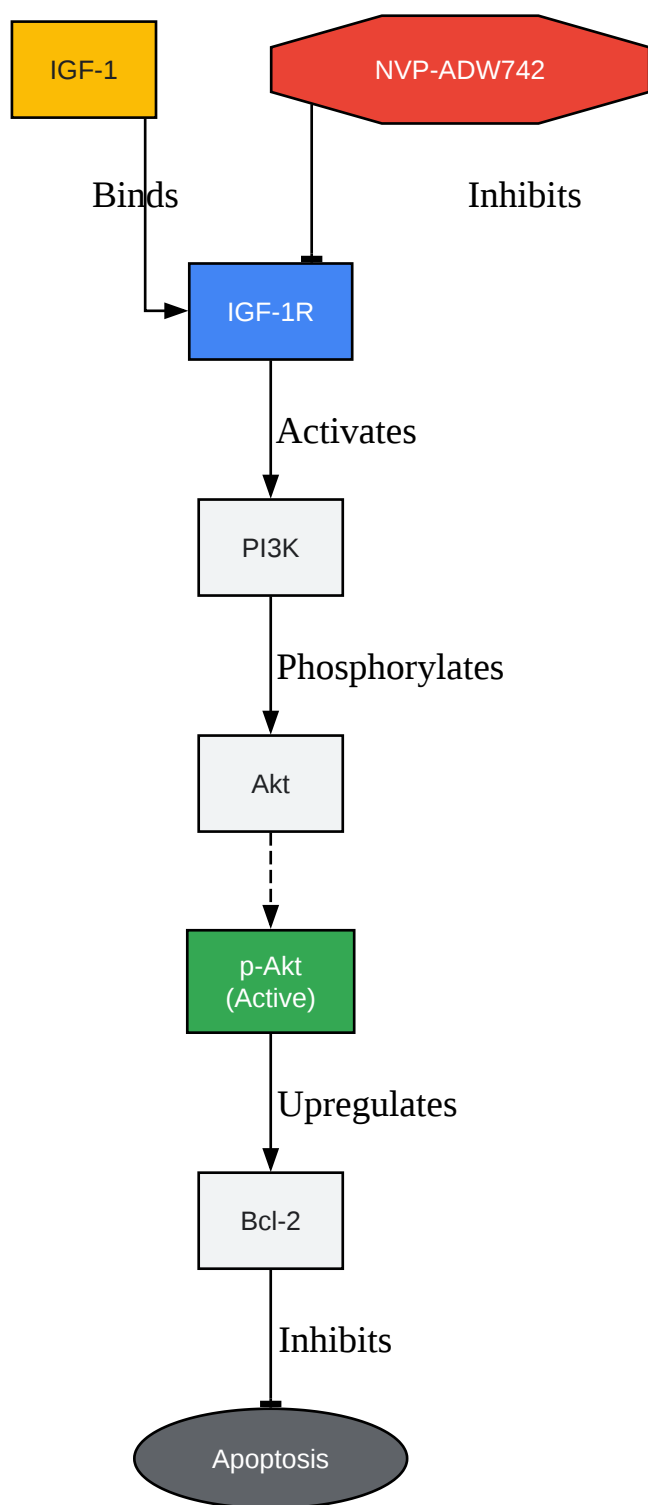 IGF-1
NVP-ADW742
Binds
Inhibits
IGF-1R
Activates
PI3K
Phosphorylates
Akt
p-Akt
(Active)
Upregulates
Bcl-2
Inhibits
Apoptosis